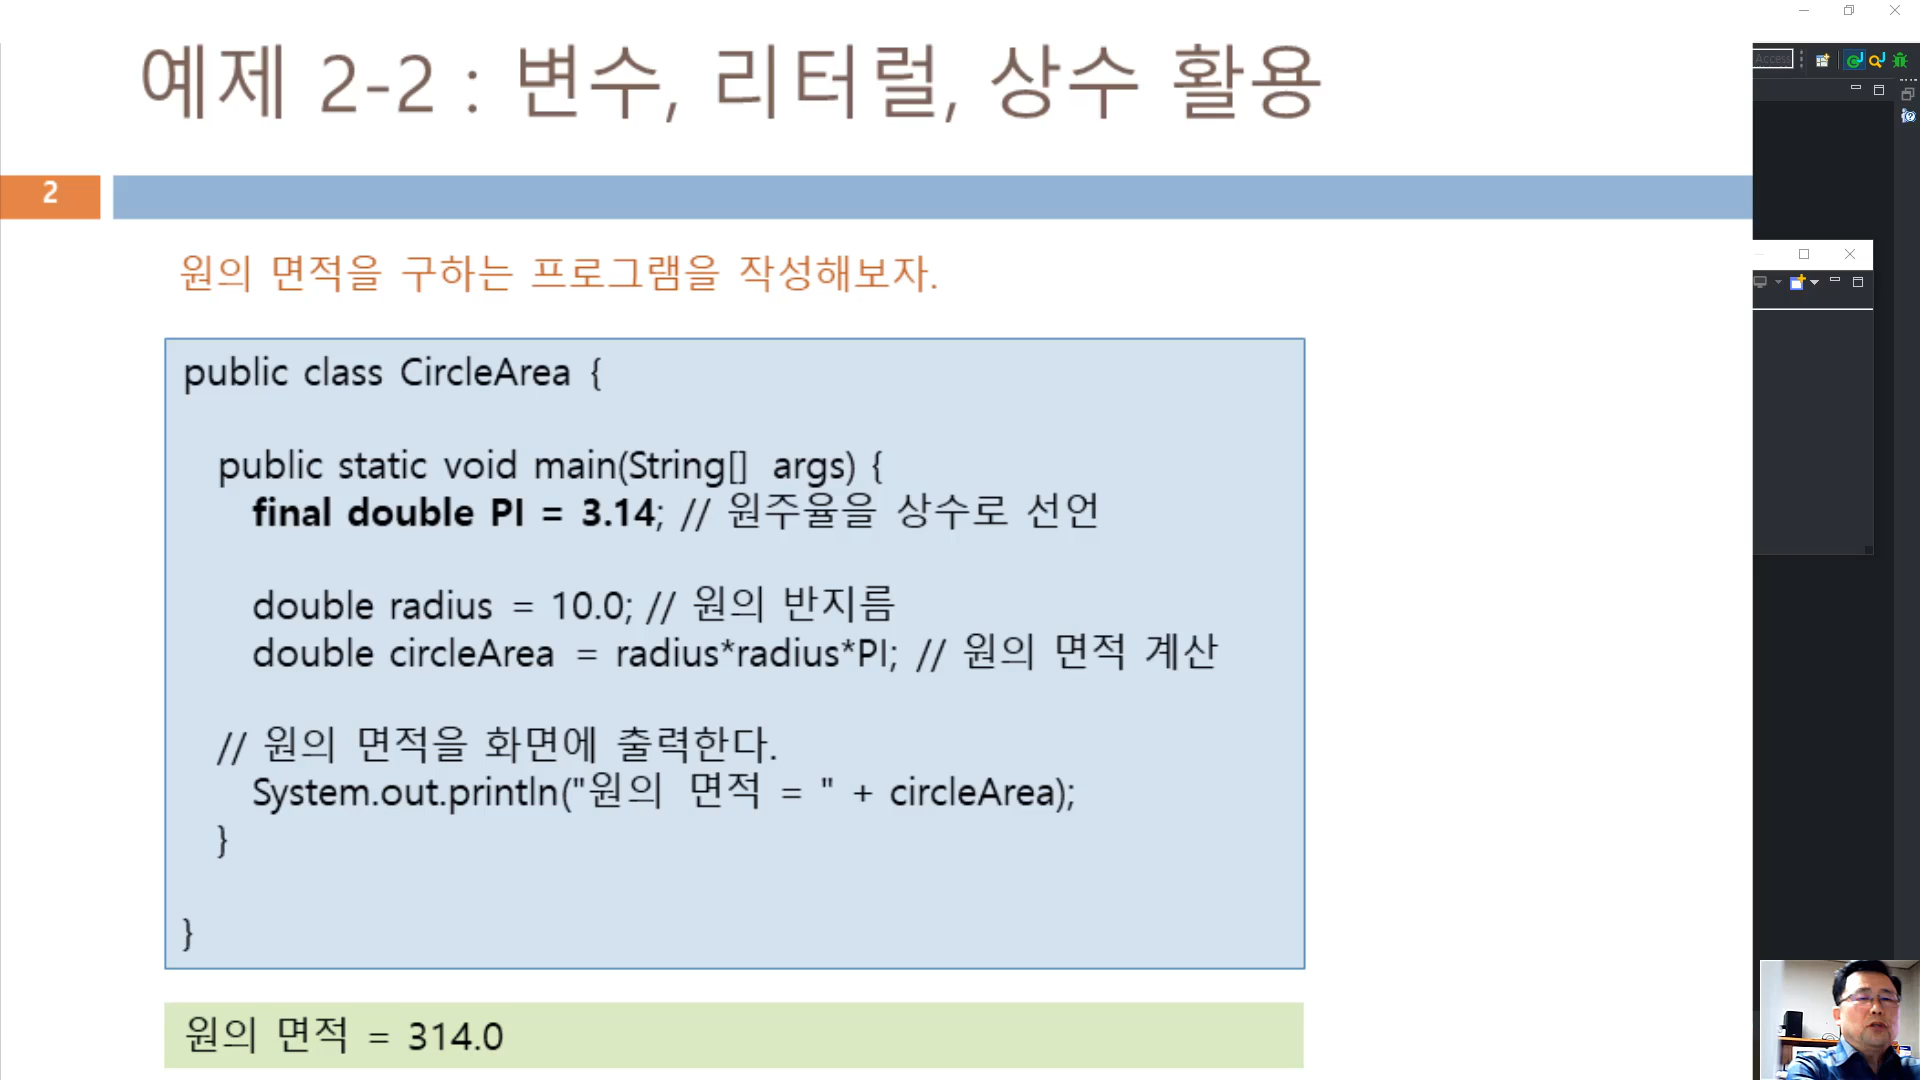 예제 2-2 : 변수, 리터럴, 상수 활용
Access
2
원의 면적을 구하는 프로그램을 작성해보자.
public class CircleArea {
public static void main(String[] args) {
final double PI = 3.14; // 원주율을 상수로 선언
double radius = 10.0; // 원의 반지름
double circleArea = radius*radius*PI; // 원의 면적 계산
// 원의 면적을 화면에 출력한다.
System.out.println("원의 면적 = " + circleArea);
}
}
원의 면적 = 314.0